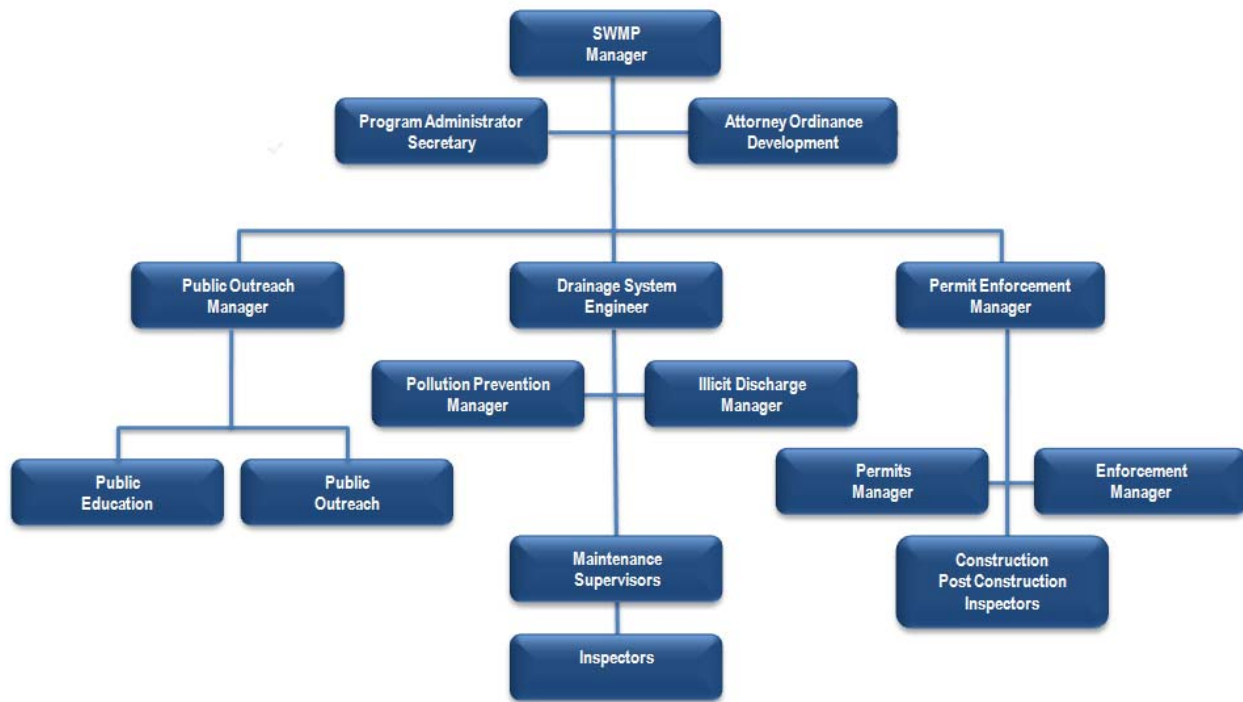 SWMP
Manager
Program Administrator
Secretary
Attorney Ordinance
Development
Public Outreach
Manager
Drainage System
Engineer
Permit Enforcement
Manager
Pollution Prevention
Manager
Illicit Discharge
Manager
Public
Education
Public
Outreach
Permits
Manager
Enforcement
Manager
Maintenance
Supervisors
Construction
Post Construction
Inspectors
Inspectors